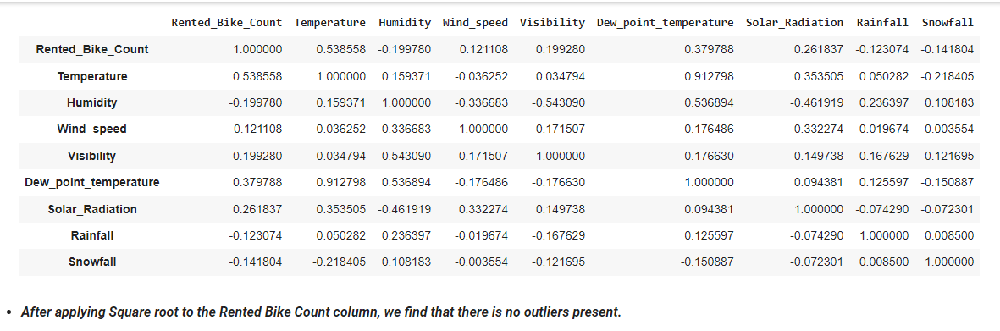 Rented_Bike_Count Temperature Humidity Wind_speed Visibility Dew_point_temperature Solar_Radiation Rainfall Snowfall
Rented_Bike_Count 1.000000 0.538558 -0.199780 0.121108 0.199280 0.379788 0.261837 -0.123074 -0.141804
Temperature 0.538558 1.000000 0.159371 -0.036252 0.034794 0.912798 0.353505 0.050282 -0.218405
Humidity -0.199780 0.159371 1.000000 -0.336683 -0.543090 0.536894 -0.461919 0.236397 0.108183
Wind_speed 0.121108 -0.036252 -0.336683 1.000000 0.171507 -0.176486 0.332274 -0.019674 -0.003554
Visibility 0.199280 0.034794 -0.543090 0.171507 1.000000 -0.176630 0.149738 -0.167629 -0.121695
Dew_point_temperature 0.379788 0.912798 0.536894 -0.176486 -0.176630 1.000000 0.094381 0.125597 -0.150887
Solar_Radiation 0.261837 0.353505 -0.461919 0.332274 0.149738 0.094381 1.000000 -0.074290 -0.072301
Rainfall -0.123074 0.050282 0.236397 -0.019674 -0.167629 0.125597 -0.074290 1.000000 0.008500
Snowfall -0.141804 -0.218405 0.108183 -0.003554 -0.121695 -0.150887 -0.072301 0.008500 1.000000
• After applying Square root to the Rented Bike Count column, we find that there is no outliers present.